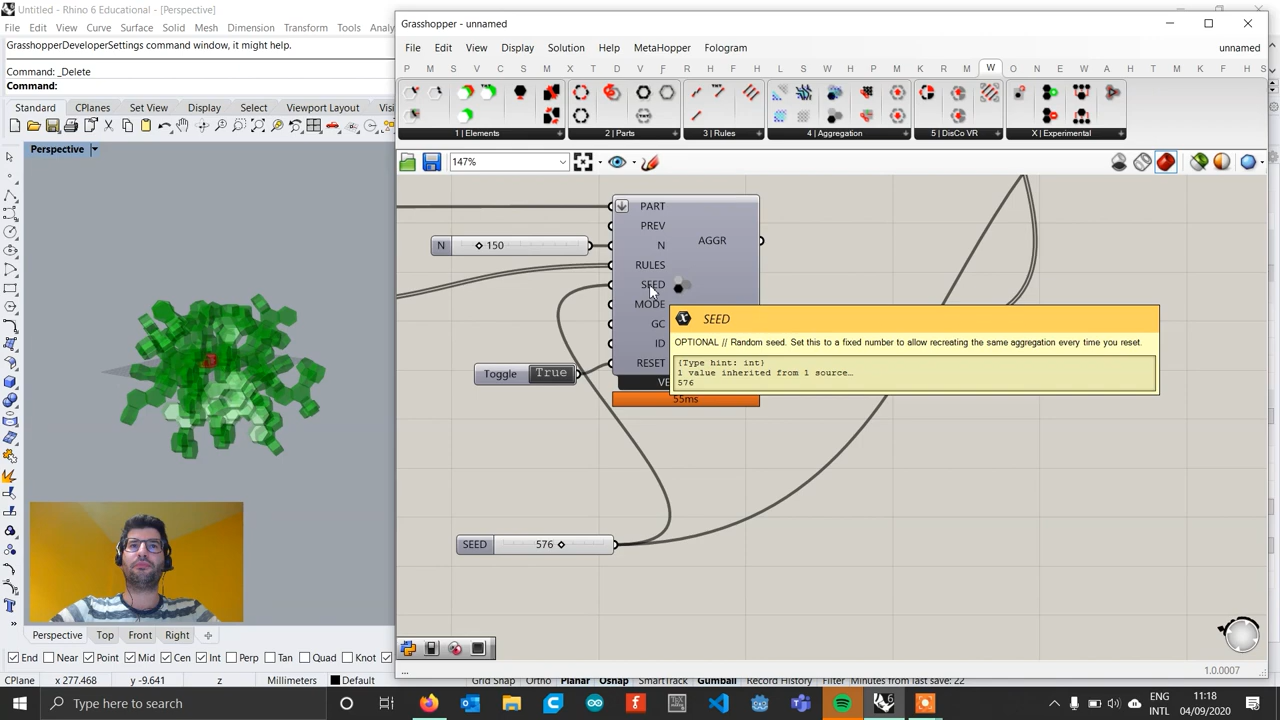 Untitled - Rhino 6 Educational - [Perspective]
File Edit View Curve Surface Solid Mesh Dimension Transform Tools Analy
GrasshopperDeveloperSettings command window, it might help.
Command: _Delete
Command:
Standard CPlanes Set View Display Select Viewport Layout Vis
Perspective
Grasshopper - unnamed
File Edit View Display Solution Help MetaHopper Fologram unnamed
P M S V C S M X T D V F R H H L S W P M A K R M W O N E W A E X H S
1 | Elements 2 | Parts 3 | Rules 4 | Aggregation 5 | DisCo VR X | Experimental
147%
PART
PREV
N 150 N AGGR
RULES
SEED
MODE
GC
ID
Toggle True RESET
VE
55ms
SEED
OPTIONAL // Random seed. Set this to a fixed number to allow recreating the same aggregation every time you reset.
(Type hint: int)
1 value inherited from 1 source...
576
SEED 576
...
1.0.0007
Perspective Top Front Right
End Near Point Mid Cen Int Perp Tan Quad Knot
CPlane x 277.468 y -9.641 z Millimeters Default Grid Snap Ortho Planar Osnap SmartTrack Gumball Record History Filter Minutes from last save: 22
Type here to search
ENG
INTL
11:18
04/09/2020